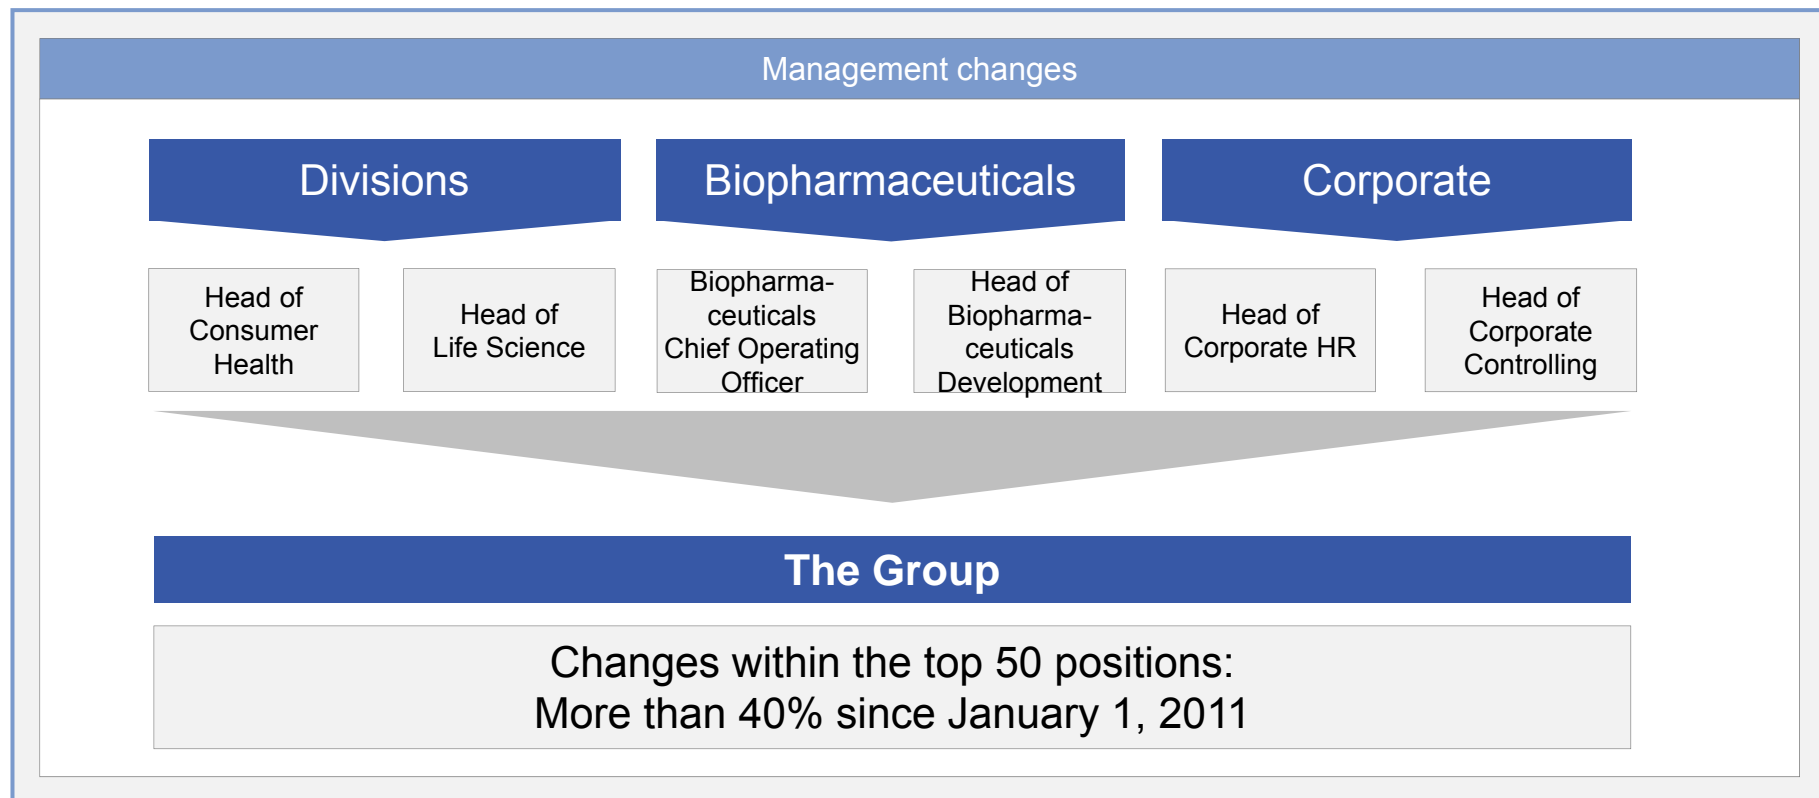 Management changes
Divisions
Biopharmaceuticals
Corporate
Head of
Consumer
Health
Head of
Life Science
Biopharma-
ceuticals
Chief Operating
Officer
Head of
Biopharma-
ceuticals
Development
Head of
Corporate HR
Head of
Corporate
Controlling
The Group
Changes within the top 50 positions:
More than 40% since January 1, 2011